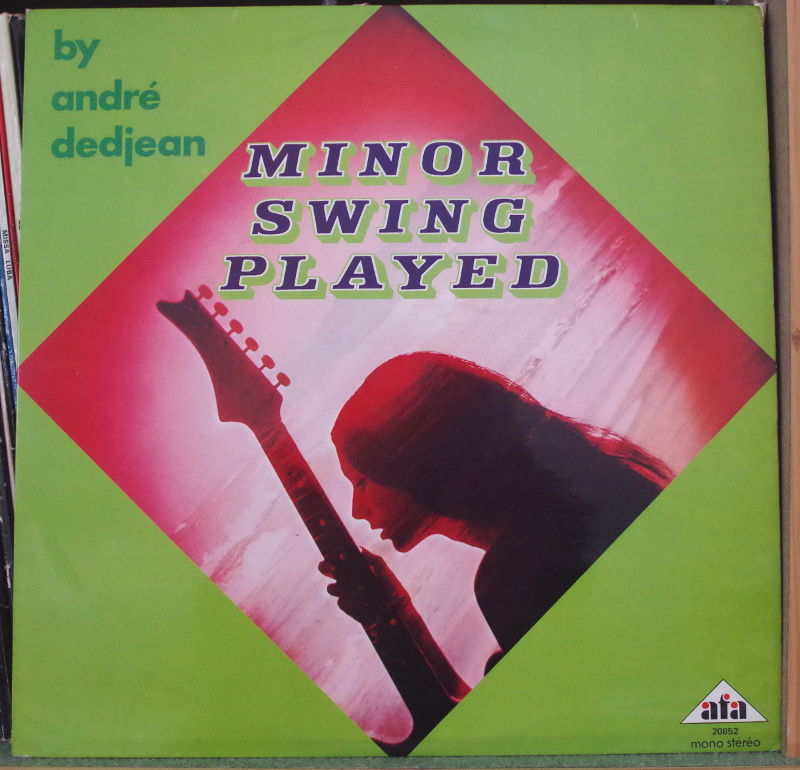 by
andré
dedjean
MINOR
SWING
PLAYED
MISSA LUBA
afa
20852
mono stéréo